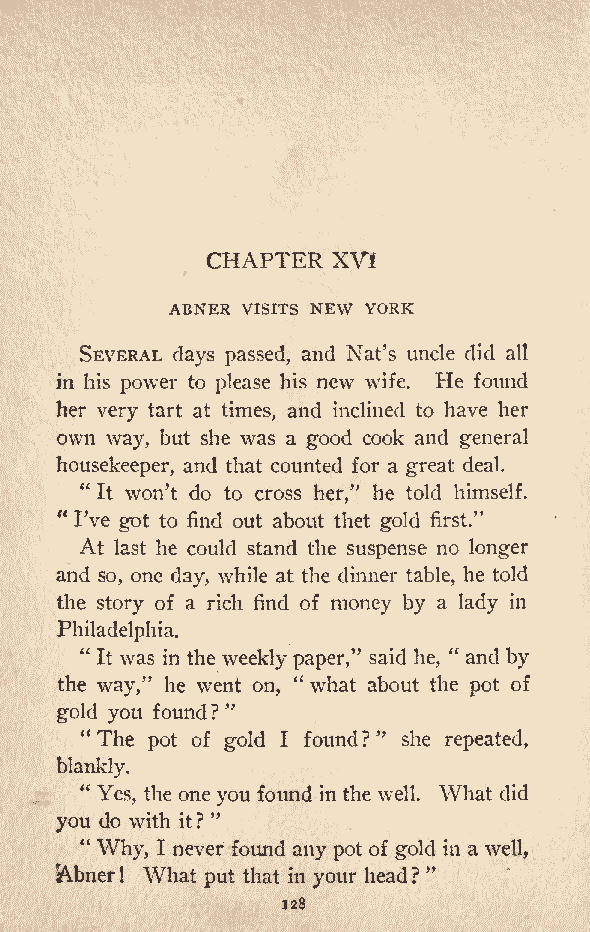 CHAPTER XVI
ABNER VISITS NEW YORK
SEVERAL days passed, and Nat's uncle did all
in his power to please his new wife. He found
her very tart at times, and inclined to have her
own way, but she was a good cook and general
housekeeper, and that counted for a great deal.
"It won't do to cross her," he told himself.
"I've got to find out about thet gold first."
At last he could stand the suspense no longer
and so, one day, while at the dinner table, he told
the story of a rich find of money by a lady in
Philadelphia.
"It was in the weekly paper," said he, "and by
the way," he went on, "what about the pot of
gold you found?"
"The pot of gold I found?" she repeated,
blankly.
"Yes, the one you found in the well. What did
you do with it?"
"Why, I never found any pot of gold in a well,
Abner! What put that in your head?"
128